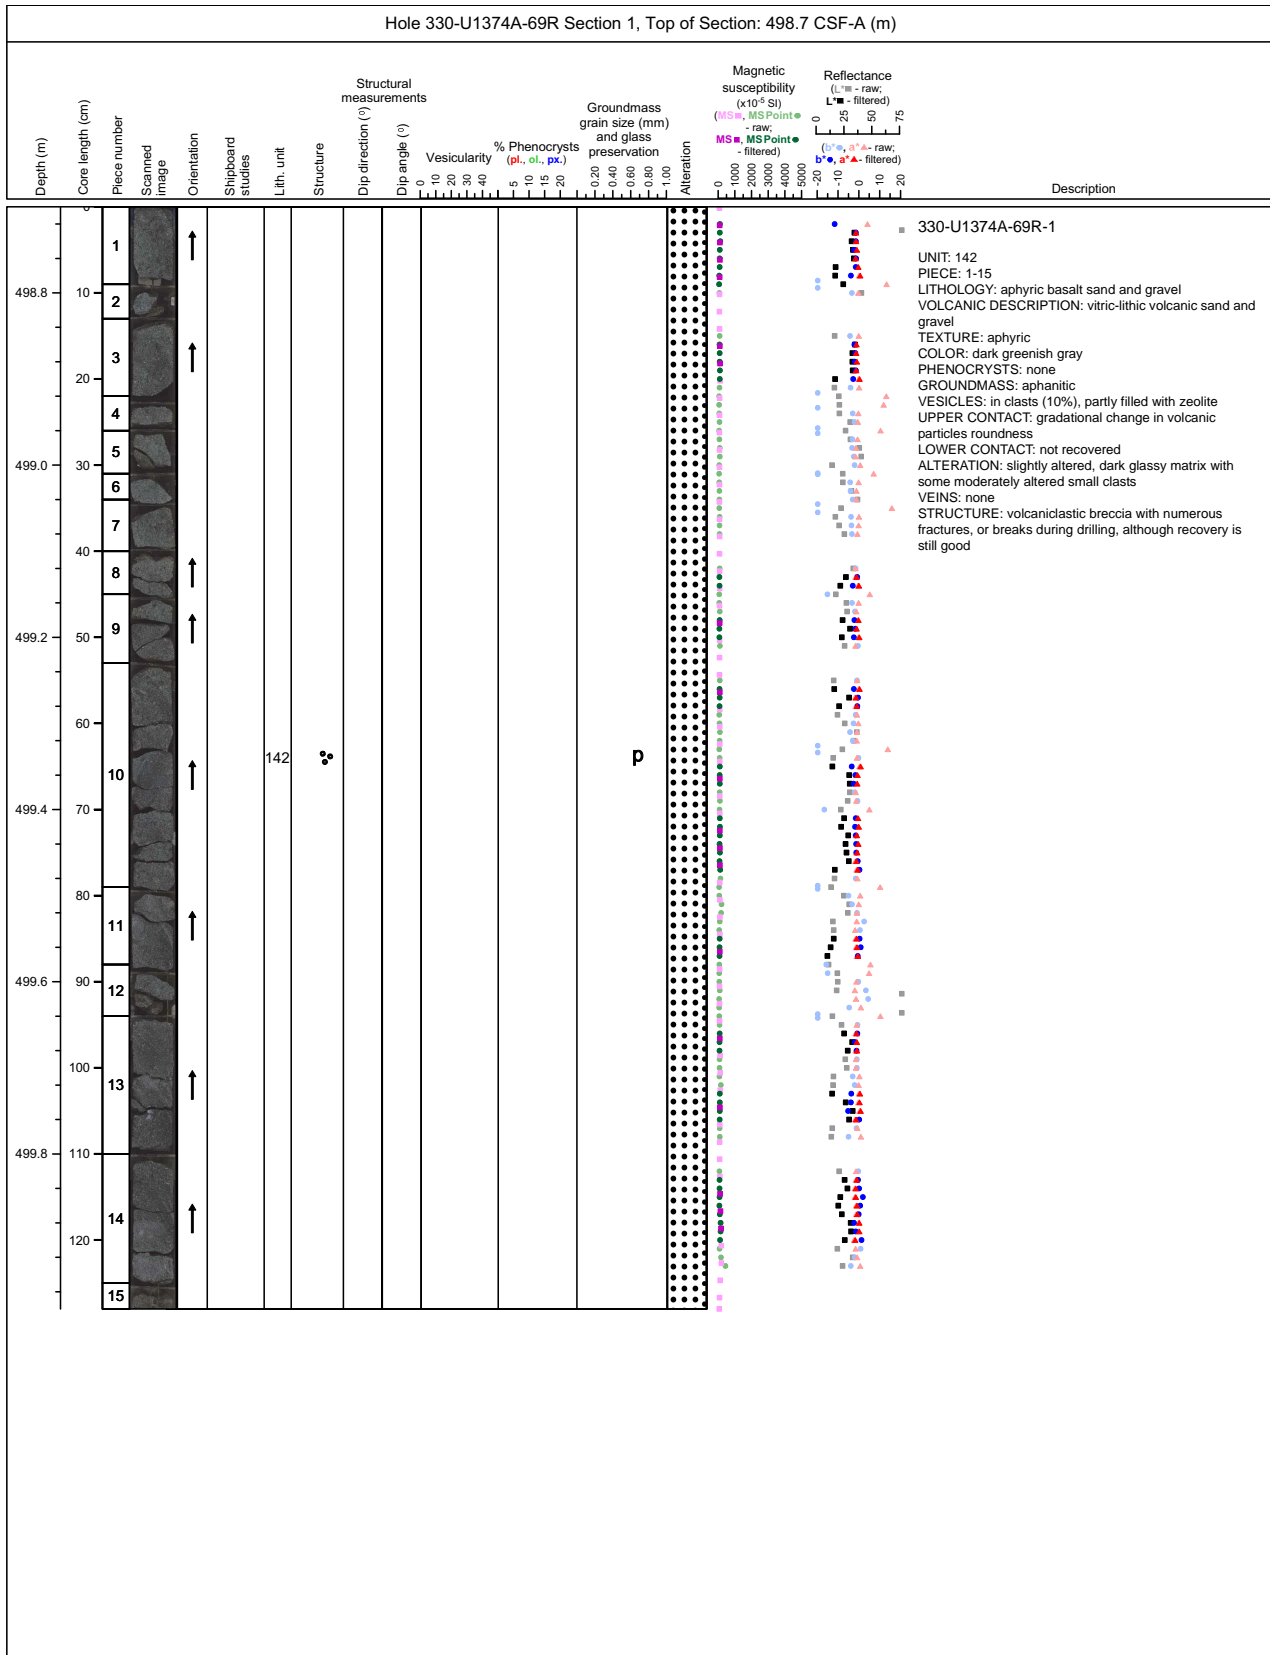 Hole 330-U1374A-69R Section 1, Top of Section: 498.7 CSF-A (m)
Depth (m)
Core length (cm)
Piece number
Scanned
image
Orientation
Shipboard
studies
Lith. unit
Structure
Structural
measurements
Dip direction (°)
Dip angle (°)
Vesicularity
0 10 20 30 40
% Phenocrysts
(pl., ol., px.)
5 10 15 20
Groundmass
grain size (mm)
and glass
preservation
0.20 0.40 0.60 0.80 1.00
Alteration
Magnetic
susceptibility
(x10-5 SI)
(MS■, MSPoint●
- raw;
MS■, MSPoint●
- filtered)
0 1000 2000 3000 4000 5000
Reflectance
(L*■ - raw;
L*■ - filtered)
0 25 50 75
(b*●, a*▲- raw;
b*●, a*▲- filtered)
-20 -10 0 10 20
Description
0
1
498.8
10
2
3
20
4
5
499.0
30
6
7
40
8
9
499.2
50
60
142
p
10
499.4
70
80
11
499.6
90
12
100
13
499.8
110
14
120
15
330-U1374A-69R-1
UNIT: 142
PIECE: 1-15
LITHOLOGY: aphyric basalt sand and gravel
VOLCANIC DESCRIPTION: vitric-lithic volcanic sand and
gravel
TEXTURE: aphyric
COLOR: dark greenish gray
PHENOCRYSTS: none
GROUNDMASS: aphanitic
VESICLES: in clasts (10%), partly filled with zeolite
UPPER CONTACT: gradational change in volcanic
particles roundness
LOWER CONTACT: not recovered
ALTERATION: slightly altered, dark glassy matrix with
some moderately altered small clasts
VEINS: none
STRUCTURE: volcaniclastic breccia with numerous
fractures, or breaks during drilling, although recovery is
still good